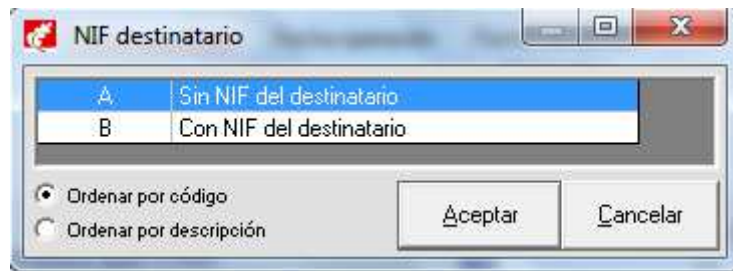 NIF destinatario
A Sin NIF del destinatario
B Con NIF del destinatario
Ordenar por código
Ordenar por descripción
Aceptar
Cancelar